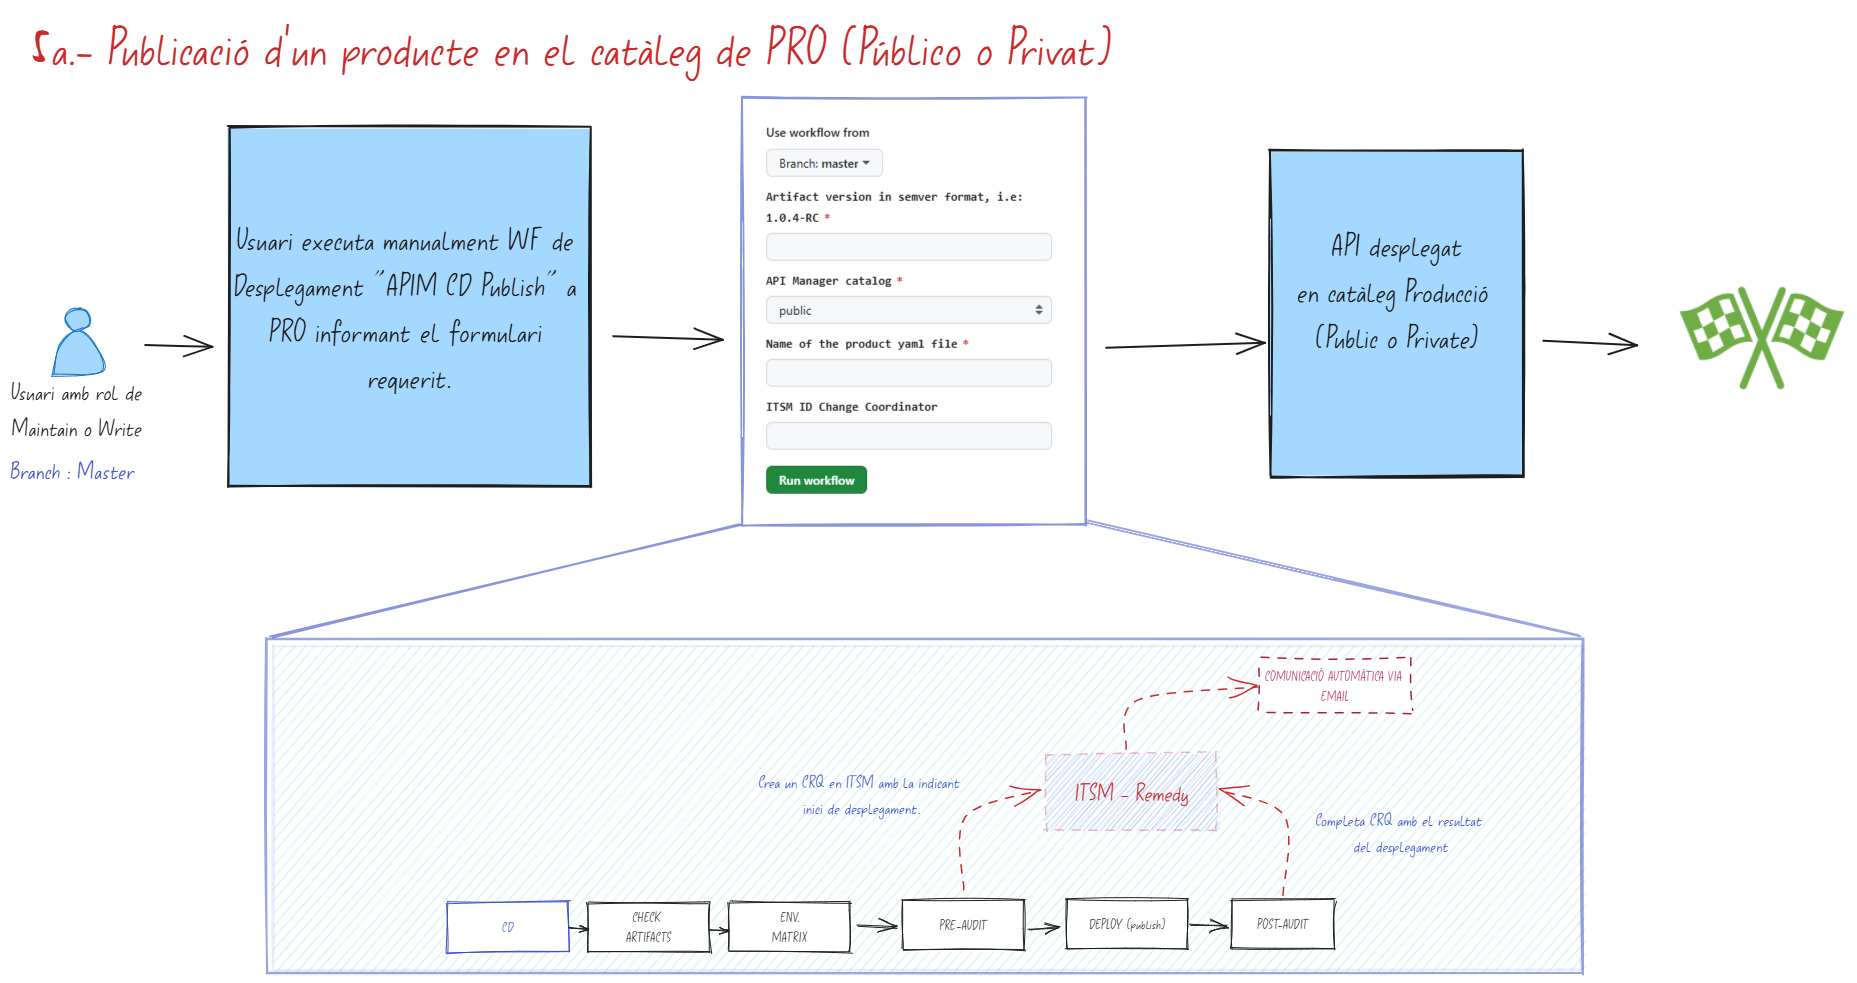 5a.- Publicació d'un producte en el catàleg de PRO (Público o Privat)
Usuari amb rol de
Maintain o Write
Branch : Master
Usuari executa manualment WF de
Desplegament "APIM CD Publish" a
PRO informant el formulari
requerit.
Use workflow from
Branch: master
Artifact version in semver format, i.e:
1.0.4-RC *
API Manager catalog *
public
Name of the product yaml file *
ITSM ID Change Coordinator
Run workflow
API desplegat
en catàleg Producció
(Públic o Private)
COMUNICACIÓ AUTOMÀTICA VIA
EMAIL
ITSM - Remedy
Crea un CRQ en ITSM amb la indicant
inici de desplegament.
Completa CRQ amb el resultat
del desplegament
CD
CHECK
ARTIFACTS
ENV.
MATRIX
PRE-AUDIT
DEPLOY (publish)
POST-AUDIT